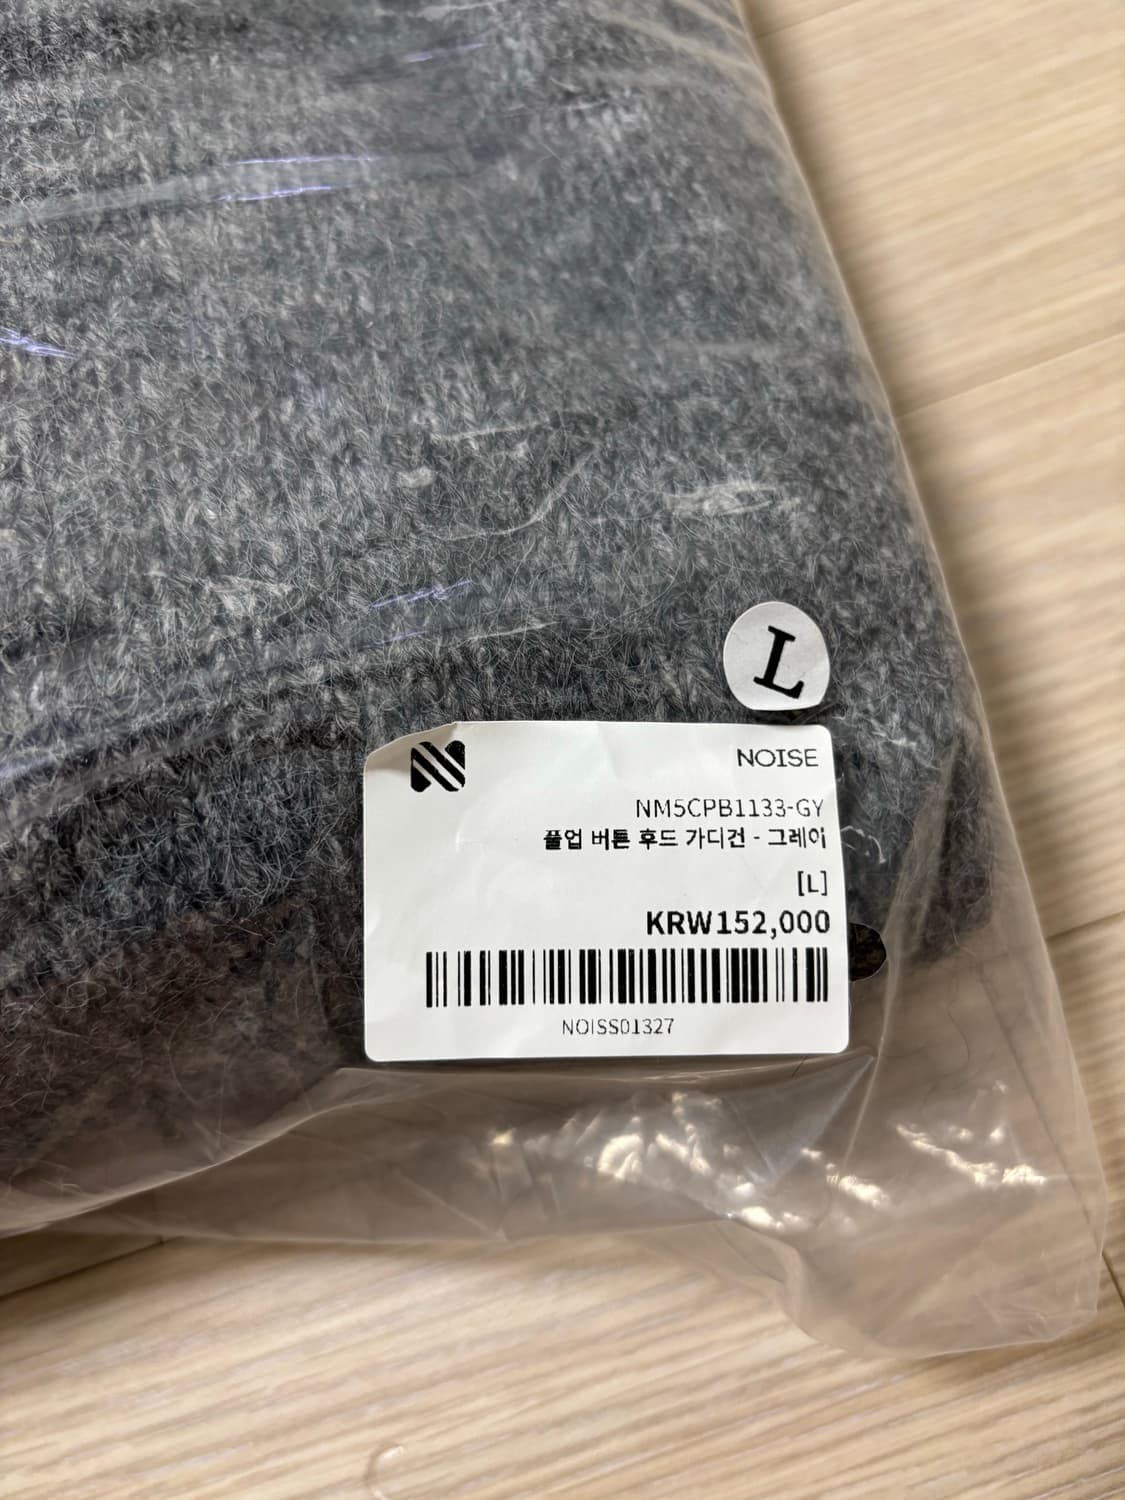 L
NOISE
NM5CPB1133-GY
풀업 버튼 후드 가디건 - 그레이
[L]
KRW152,000
NOISS01327